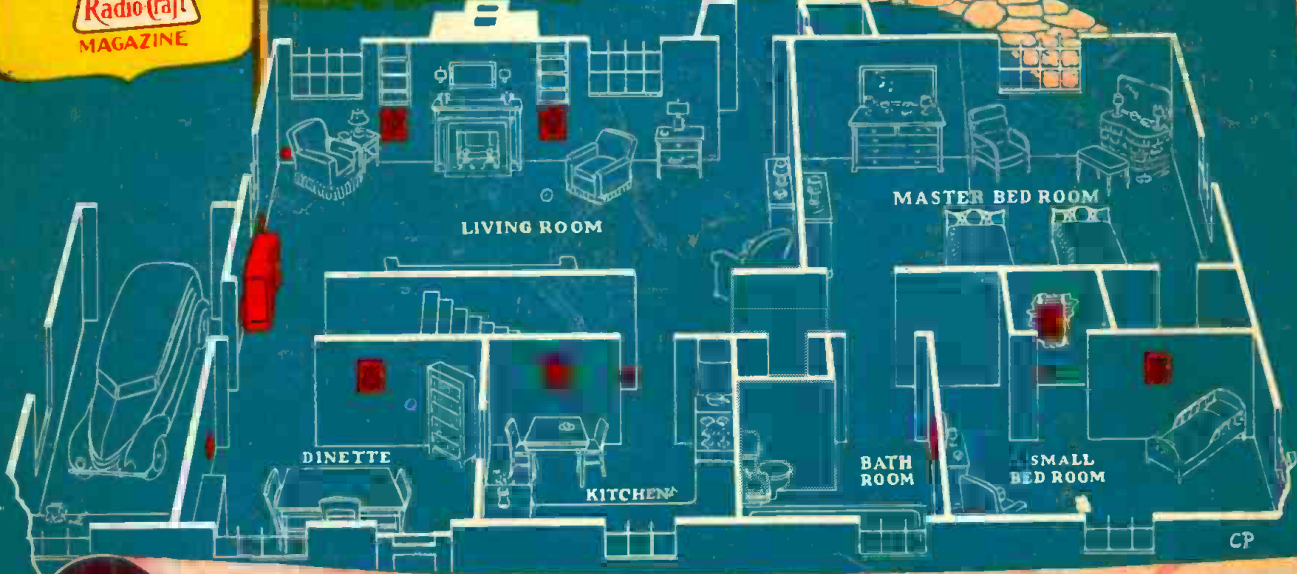 Radio-Craft
MAGAZINE
LIVING ROOM
MASTER BED ROOM
DINETTE
KITCHEN
BATH
ROOM
SMALL
BED ROOM
CP